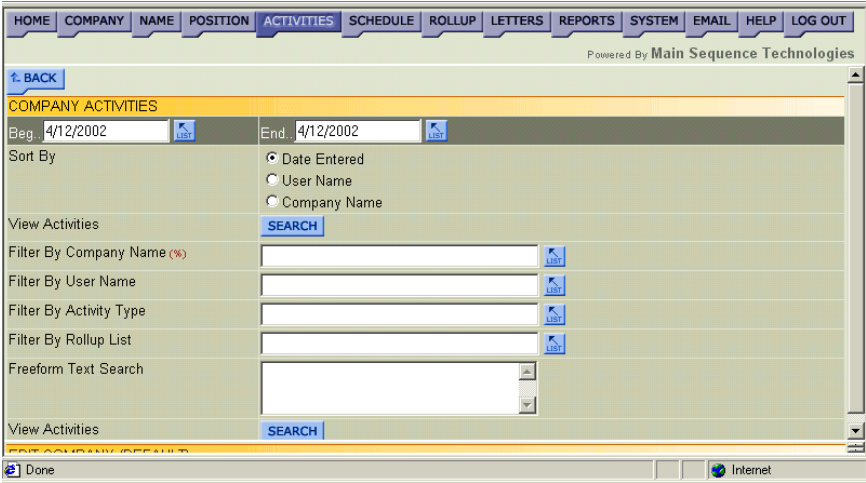 HOME COMPANY NAME POSITION ACTIVITIES SCHEDULE ROLLUP LETTERS REPORTS SYSTEM EMAIL HELP LOG OUT
Powered By Main Sequence Technologies
BACK
COMPANY ACTIVITIES
Beg.. 4/12/2002 LIST End.. 4/12/2002 LIST
Sort By Date Entered
User Name
Company Name
View Activities SEARCH
Filter By Company Name (%) LIST
Filter By User Name LIST
Filter By Activity Type LIST
Filter By Rollup List LIST
Freeform Text Search
View Activities SEARCH
EDIT COMPANY (DEFAULT)
Done Internet